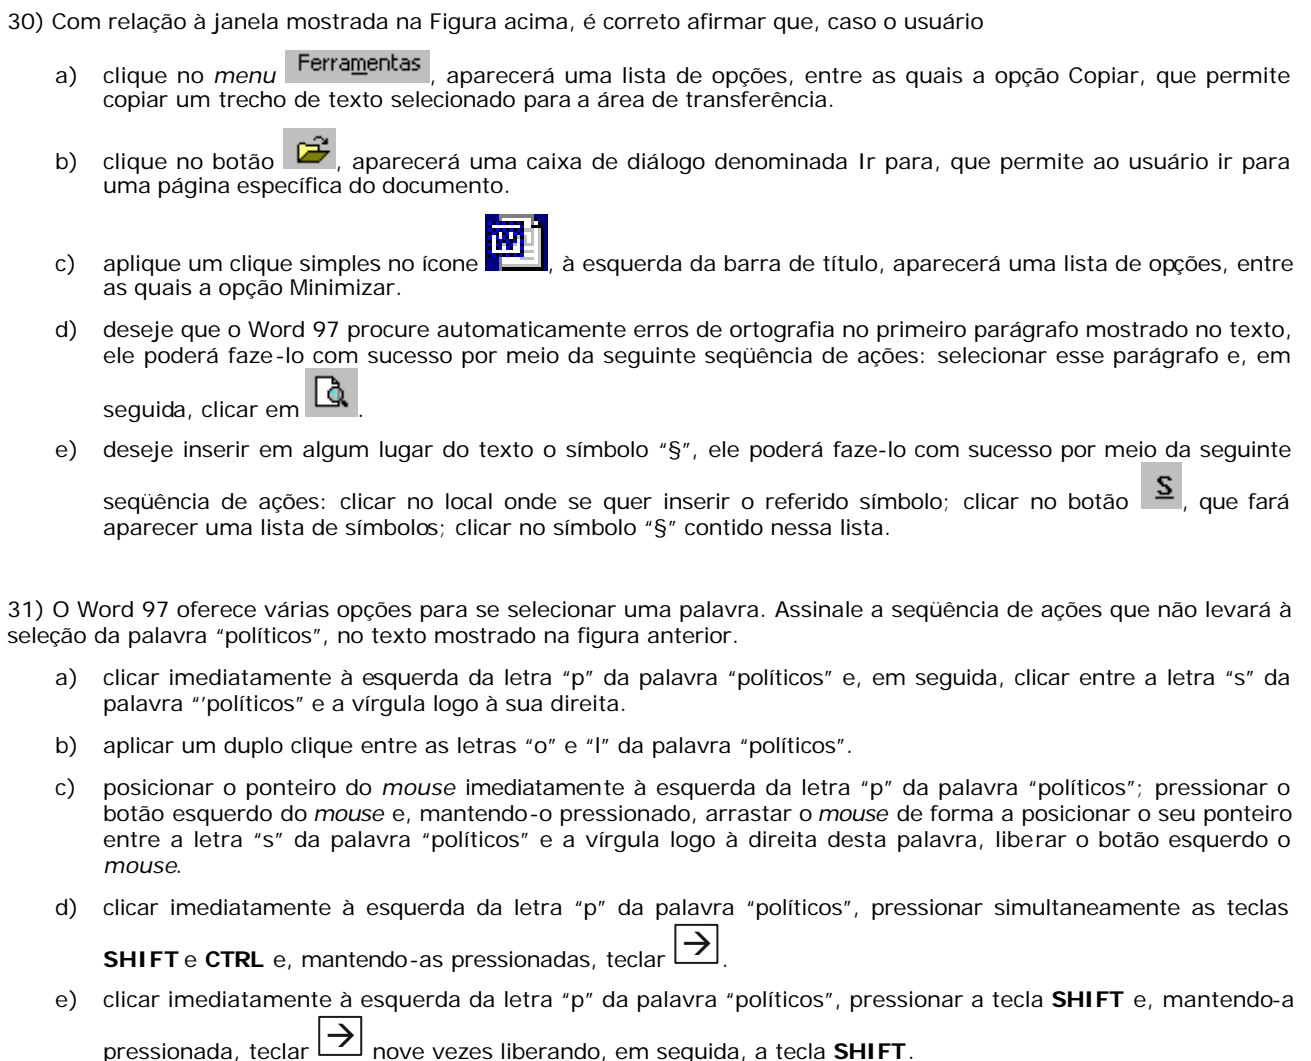 30) Com relação à janela mostrada na Figura acima, é correto afirmar que, caso o usuário
a) clique no menu Ferramentas, aparecerá uma lista de opções, entre as quais a opção Copiar, que permite
copiar um trecho de texto selecionado para a área de transferência.
b) clique no botão , aparecerá uma caixa de diálogo denominada Ir para, que permite ao usuário ir para
uma página específica do documento.
c) aplique um clique simples no ícone W, à esquerda da barra de título, aparecerá uma lista de opções, entre
as quais a opção Minimizar.
d) deseje que o Word 97 procure automaticamente erros de ortografia no primeiro parágrafo mostrado no texto,
ele poderá faze-lo com sucesso por meio da seguinte seqüência de ações: selecionar esse parágrafo e, em
seguida, clicar em .
e) deseje inserir em algum lugar do texto o símbolo “§”, ele poderá faze-lo com sucesso por meio da seguinte
seqüência de ações: clicar no local onde se quer inserir o referido símbolo; clicar no botão S, que fará
aparecer uma lista de símbolos; clicar no símbolo “§” contido nessa lista.
31) O Word 97 oferece várias opções para se selecionar uma palavra. Assinale a seqüência de ações que não levará à
seleção da palavra “políticos”, no texto mostrado na figura anterior.
a) clicar imediatamente à esquerda da letra “p” da palavra “políticos” e, em seguida, clicar entre a letra “s” da
palavra “'políticos” e a vírgula logo à sua direita.
b) aplicar um duplo clique entre as letras “o” e “l” da palavra “políticos”.
c) posicionar o ponteiro do mouse imediatamente à esquerda da letra “p” da palavra “políticos”; pressionar o
botão esquerdo do mouse e, mantendo-o pressionado, arrastar o mouse de forma a posicionar o seu ponteiro
entre a letra “s” da palavra “políticos” e a vírgula logo à direita desta palavra, liberar o botão esquerdo o
mouse.
d) clicar imediatamente à esquerda da letra “p” da palavra “políticos”, pressionar simultaneamente as teclas
SHIFT e CTRL e, mantendo-as pressionadas, teclar →.
e) clicar imediatamente à esquerda da letra “p” da palavra “políticos”, pressionar a tecla SHIFT e, mantendo-a
pressionada, teclar → nove vezes liberando, em seguida, a tecla SHIFT.